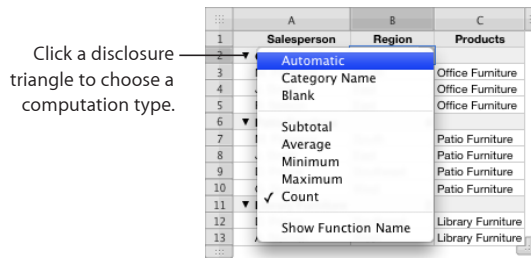 A B C
1 Salesperson Region Products
Click a disclosure
triangle to choose a
computation type.
2
Automatic
3 Category Name Office Furniture
4 Blank Office Furniture
5 Office Furniture
6 Subtotal
7 Average Patio Furniture
8 Minimum Patio Furniture
9 Maximum Patio Furniture
10 ✓ Count Patio Furniture
11
12 Show Function Name Library Furniture
13 Library Furniture